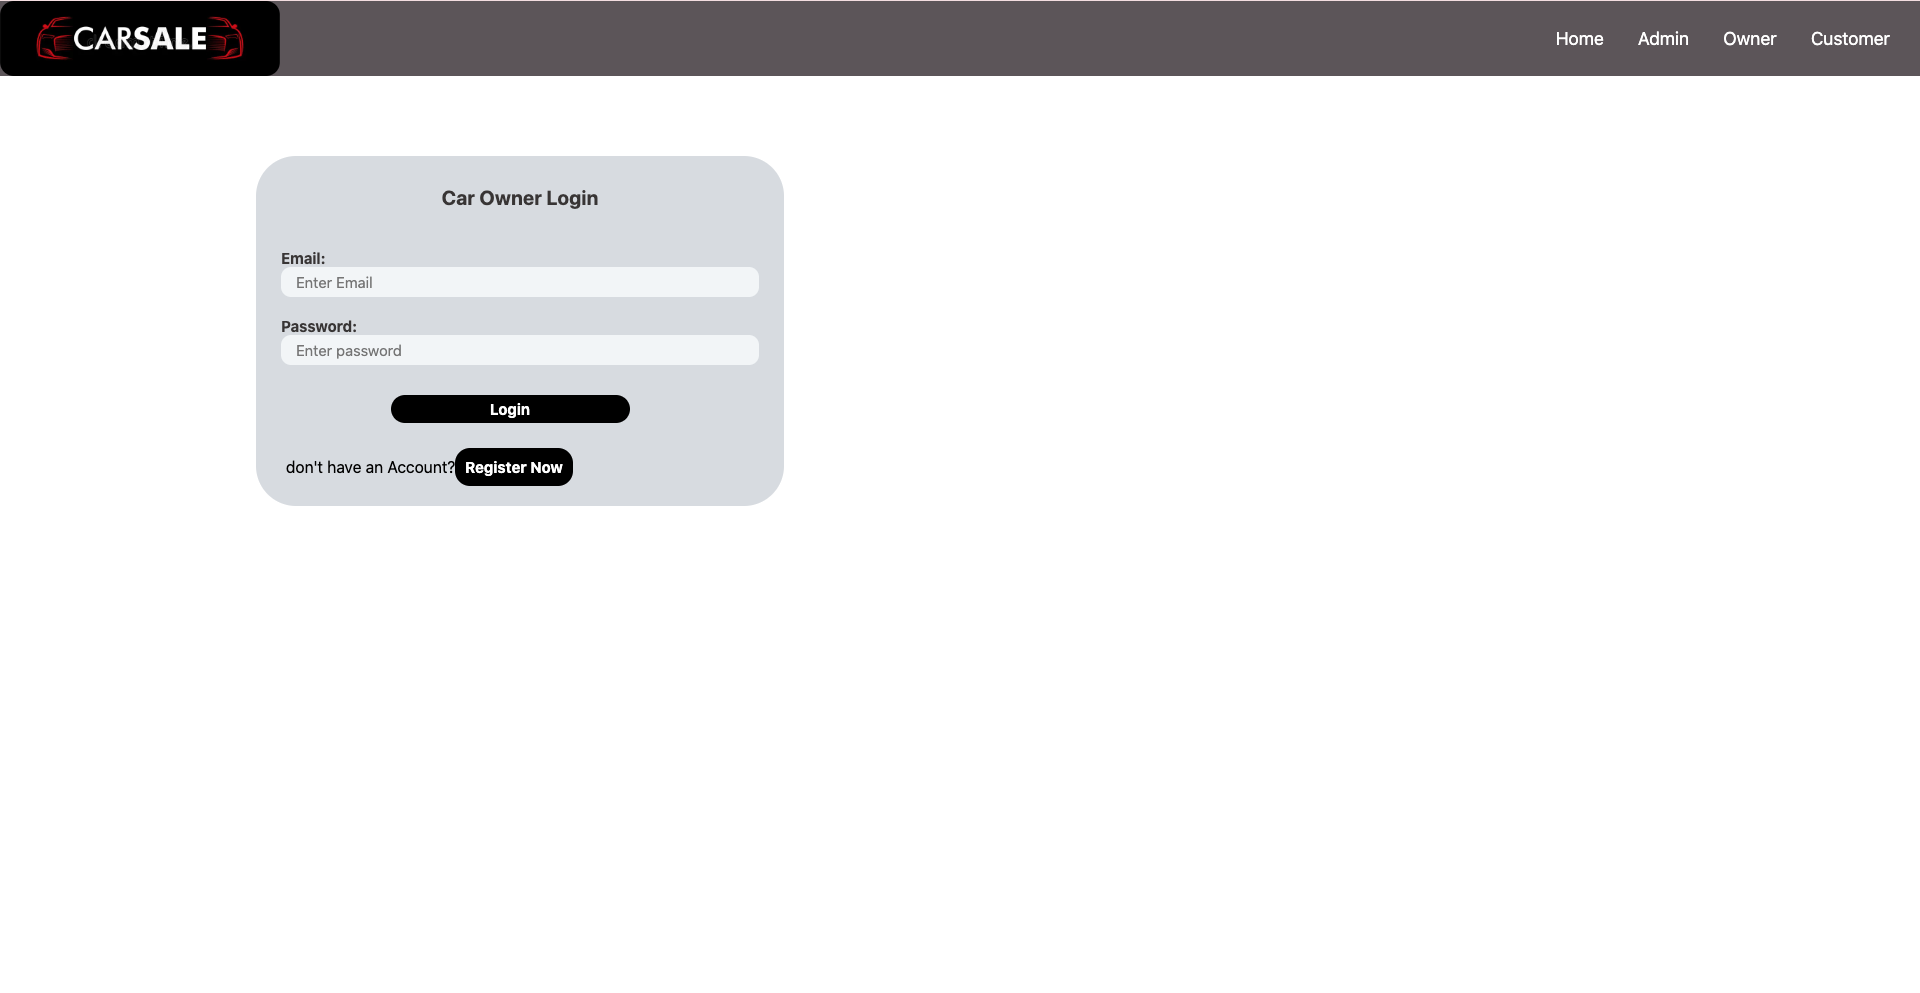 CARSALE
Home Admin Owner Customer
Car Owner Login
Email:
Enter Email
Password:
Enter password
Login
don't have an Account? Register Now